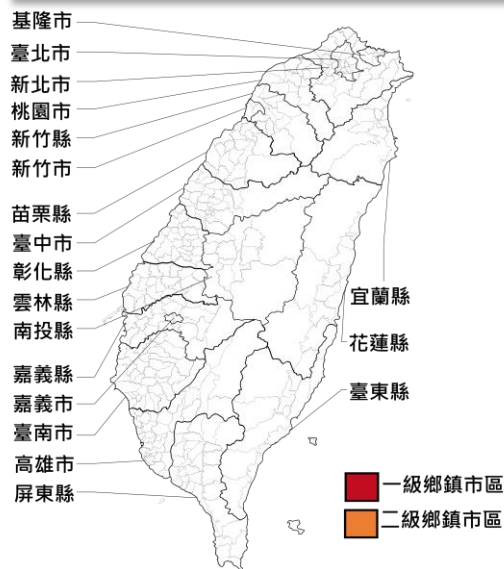 基隆市
臺北市
新北市
桃園市
新竹縣
新竹市
苗栗縣
臺中市
彰化縣
雲林縣
南投縣
嘉義縣
嘉義市
臺南市
高雄市
屏東縣
宜蘭縣
花蓮縣
臺東縣
一級鄉鎮市區
二級鄉鎮市區